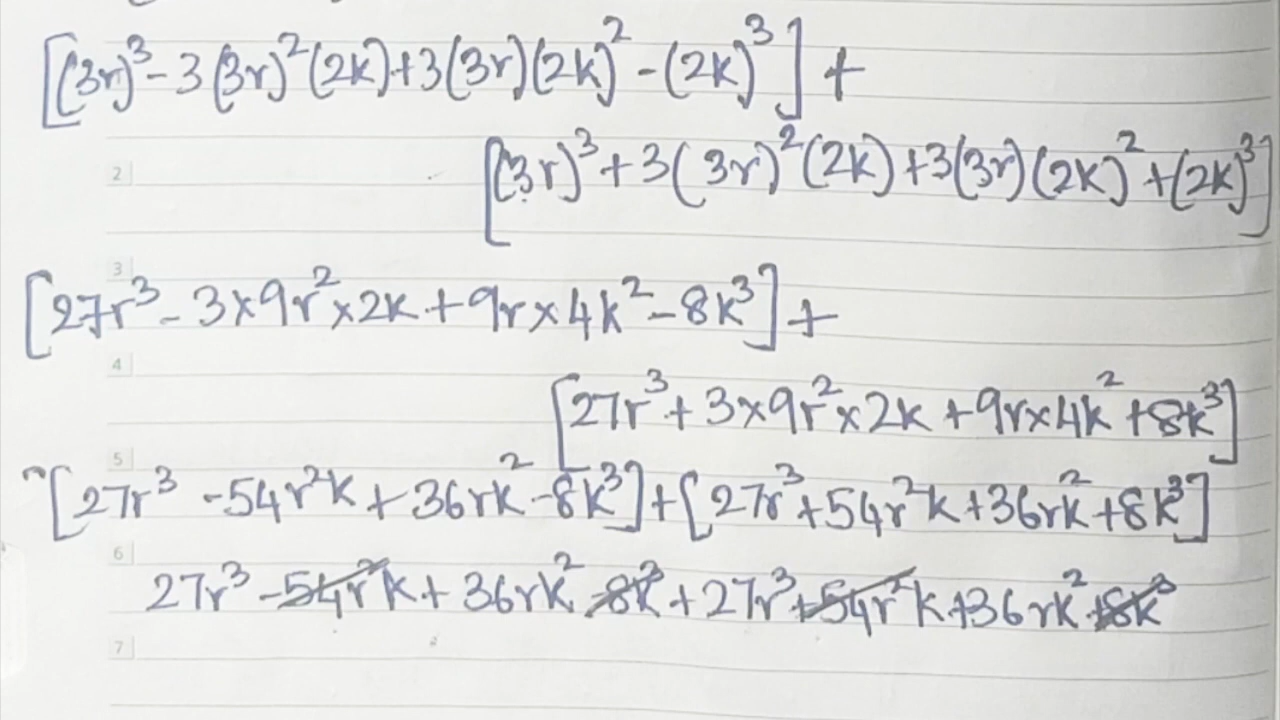 [(3r)³ - 3(3r)²(2k) + 3(3r)(2k)² - (2k)³] +
[(3r)³ + 3(3r)²(2k) + 3(3r)(2k)² + (2k)³]
2
3
[27r³ - 3×9r²×2k + 9r×4k² - 8k³] +
4
[27r³ + 3×9r²×2k + 9r×4k² + 8k³]
5
[27r³ - 54r²k + 36rk² - 8k³] + [27r³ + 54r²k + 36rk² + 8k³]
6
27r³ - 54r²k + 36rk² - 8k³ + 27r³ + 54r²k + 36rk² + 8k³
7